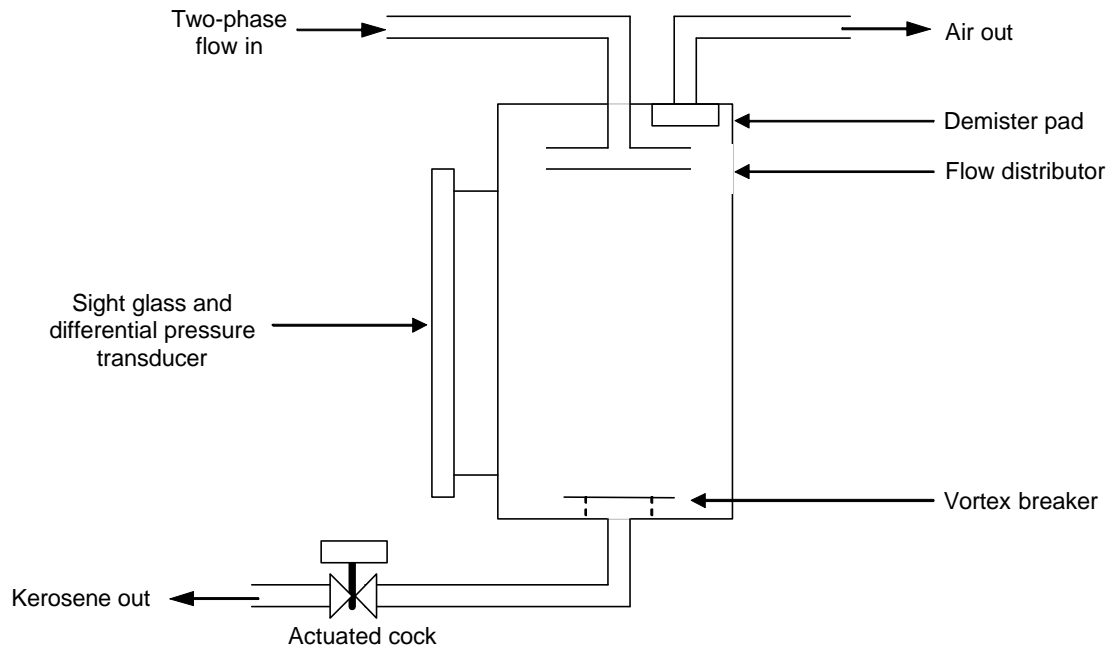 Two-phase
flow in
Air out
Demister pad
Flow distributor
Sight glass and
differential pressure
transducer
Vortex breaker
Kerosene out
Actuated cock